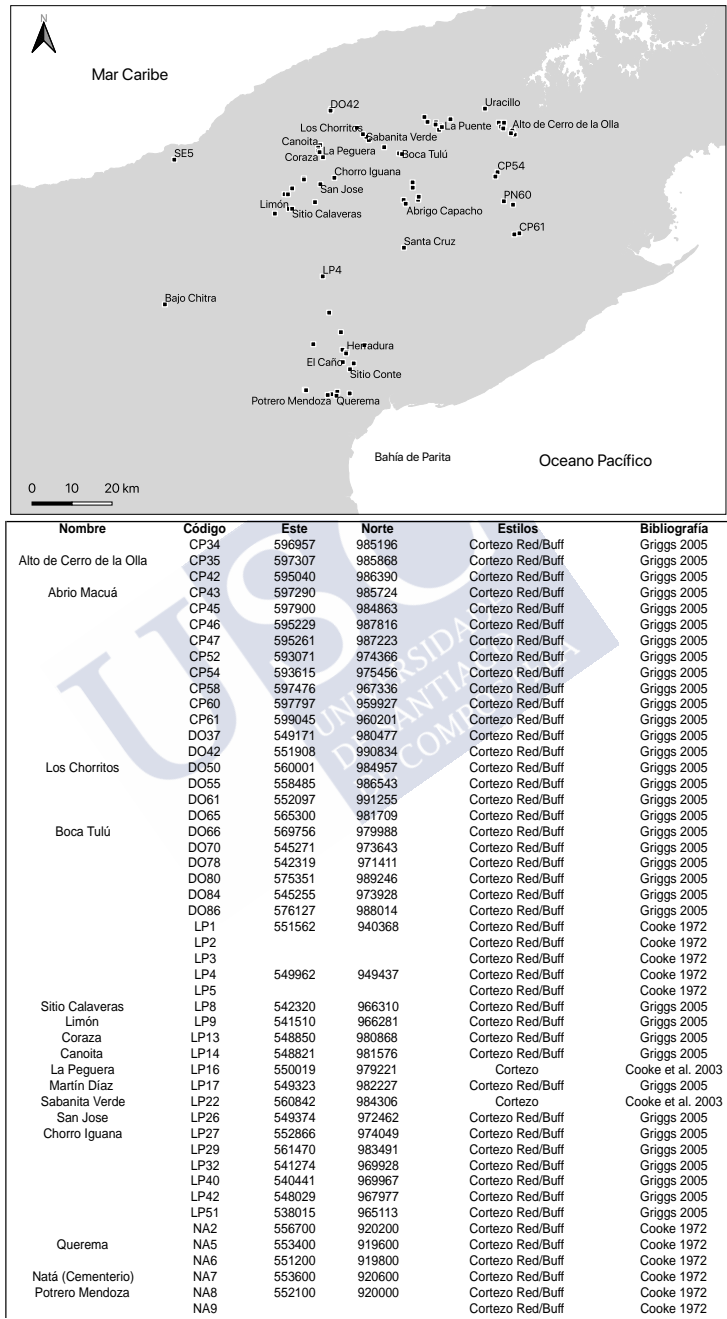 N
Mar Caribe
DO42
Uracillo
Los Chorritos
La Puente
Alto de Cerro de la Olla
Sabanita Verde
Canoita
La Peguera
Boca Tulú
SE5
Coraza
CP54
Chorro Iguana
San Jose
PN60
Limón
Abrigo Capacho
Sitio Calaveras
CP61
Santa Cruz
LP4
Bajo Chitra
Herradura
El Caño
Sitio Conte
Potrero Mendoza
Querema
Bahía de Parita
Oceano Pacífico
0 10 20 km
Nombre Código Este Norte Estilos Bibliografía
CP34 596957 985196 Cortezo Red/Buff Griggs 2005
Alto de Cerro de la Olla CP35 597307 985868 Cortezo Red/Buff Griggs 2005
CP42 595040 986390 Cortezo Red/Buff Griggs 2005
Abrio Macuá CP43 597290 985724 Cortezo Red/Buff Griggs 2005
CP45 597900 984863 Cortezo Red/Buff Griggs 2005
CP46 595229 987816 Cortezo Red/Buff Griggs 2005
CP47 595261 987223 Cortezo Red/Buff Griggs 2005
CP52 593071 974366 Cortezo Red/Buff Griggs 2005
CP54 593615 975456 Cortezo Red/Buff Griggs 2005
CP58 597476 967336 Cortezo Red/Buff Griggs 2005
CP60 597797 959927 Cortezo Red/Buff Griggs 2005
CP61 599045 960201 Cortezo Red/Buff Griggs 2005
DO37 549171 980477 Cortezo Red/Buff Griggs 2005
DO42 551908 990834 Cortezo Red/Buff Griggs 2005
Los Chorritos DO50 560001 984957 Cortezo Red/Buff Griggs 2005
DO55 558485 986543 Cortezo Red/Buff Griggs 2005
DO61 552097 991255 Cortezo Red/Buff Griggs 2005
DO65 565300 981709 Cortezo Red/Buff Griggs 2005
Boca Tulú DO66 569756 979988 Cortezo Red/Buff Griggs 2005
DO70 545271 973643 Cortezo Red/Buff Griggs 2005
DO78 542319 971411 Cortezo Red/Buff Griggs 2005
DO80 575351 989246 Cortezo Red/Buff Griggs 2005
DO84 545255 973928 Cortezo Red/Buff Griggs 2005
DO86 576127 988014 Cortezo Red/Buff Griggs 2005
LP1 551562 940368 Cortezo Red/Buff Cooke 1972
LP2 Cortezo Red/Buff Cooke 1972
LP3 Cortezo Red/Buff Cooke 1972
LP4 549962 949437 Cortezo Red/Buff Cooke 1972
LP5 Cortezo Red/Buff Cooke 1972
Sitio Calaveras LP8 542320 966310 Cortezo Red/Buff Griggs 2005
Limón LP9 541510 966281 Cortezo Red/Buff Griggs 2005
Coraza LP13 548850 980868 Cortezo Red/Buff Griggs 2005
Canoita LP14 548821 981576 Cortezo Red/Buff Griggs 2005
La Peguera LP16 550019 979221 Cortezo Cooke et al. 2003
Martín Díaz LP17 549323 982227 Cortezo Red/Buff Griggs 2005
Sabanita Verde LP22 560842 984306 Cortezo Cooke et al. 2003
San Jose LP26 549374 972462 Cortezo Red/Buff Griggs 2005
Chorro Iguana LP27 552866 974049 Cortezo Red/Buff Griggs 2005
LP29 561470 983491 Cortezo Red/Buff Griggs 2005
LP32 541274 969928 Cortezo Red/Buff Griggs 2005
LP40 540441 969967 Cortezo Red/Buff Griggs 2005
LP42 548029 967977 Cortezo Red/Buff Griggs 2005
LP51 538015 965113 Cortezo Red/Buff Griggs 2005
NA2 556700 920200 Cortezo Red/Buff Cooke 1972
Querema NA5 553400 919600 Cortezo Red/Buff Cooke 1972
NA6 551200 919800 Cortezo Red/Buff Cooke 1972
Natá (Cementerio) NA7 553600 920600 Cortezo Red/Buff Cooke 1972
Potrero Mendoza NA8 552100 920000 Cortezo Red/Buff Cooke 1972
NA9 Cortezo Red/Buff Cooke 1972
USC
UNIVERSIDADE
DE SANTIAGO
DE COMPOSTELA